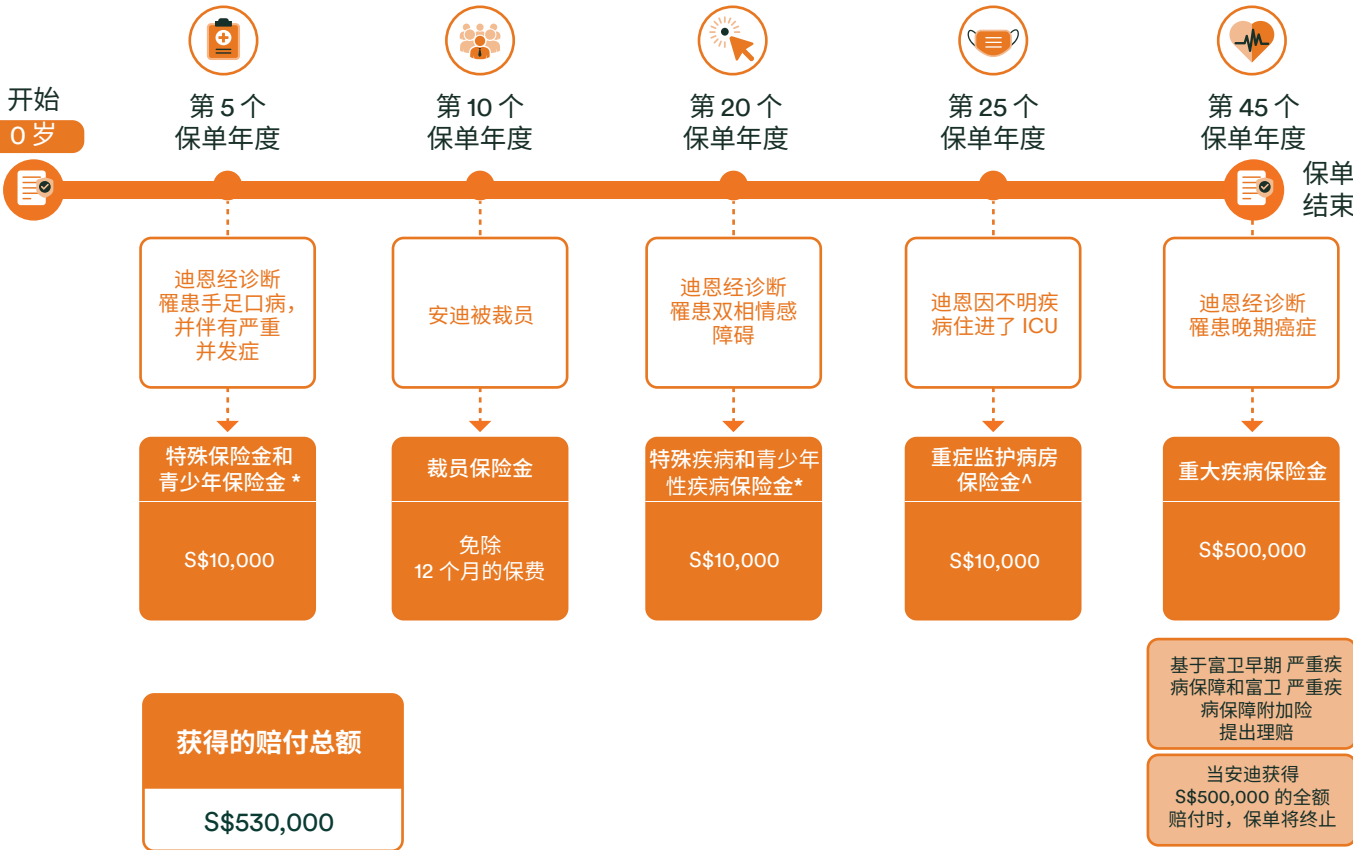 开始
0 岁
第 5 个
保单年度
第 10 个
保单年度
第 20 个
保单年度
第 25 个
保单年度
第 45 个
保单年度
保单
结束
迪恩经诊断
罹患手足口病，
并伴有严重
并发症
安迪被裁员
迪恩经诊断
罹患双相情感
障碍
迪恩因不明疾
病住进了 ICU
迪恩经诊断
罹患晚期癌症
特殊保险金和
青少年保险金 *
S$10,000
裁员保险金
免除
12 个月的保费
特殊疾病和青少年
性疾病保险金*
S$10,000
重症监护病房
保险金^
S$10,000
重大疾病保险金
S$500,000
基于富卫早期 严重疾
病保障和富卫 严重疾
病保障附加险
提出理赔
当安迪获得
S$500,000 的全额
赔付时，保单将终止
获得的赔付总额
S$530,000